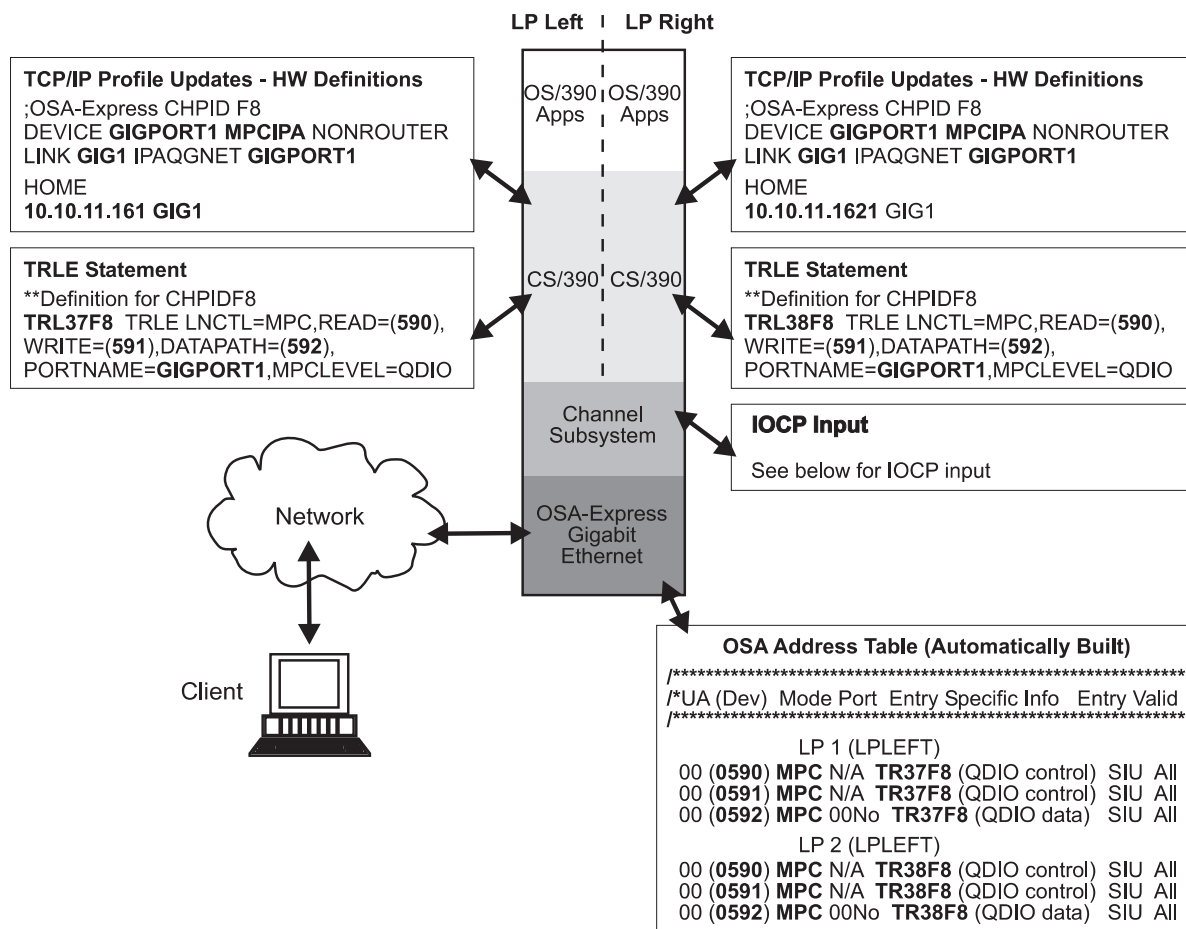 LP Left
LP Right
TCP/IP Profile Updates - HW Definitions
;OSA-Express CHPID F8
DEVICE GIGPORT1 MPCIPA NONROUTER
LINK GIG1 IPAQGNET GIGPORT1
HOME
10.10.11.161 GIG1
OS/390 Apps
OS/390 Apps
TCP/IP Profile Updates - HW Definitions
;OSA-Express CHPID F8
DEVICE GIGPORT1 MPCIPA NONROUTER
LINK GIG1 IPAQGNET GIGPORT1
HOME
10.10.11.1621 GIG1
TRLE Statement
**Definition for CHPIDF8
TRL37F8 TRLE LNCTL=MPC,READ=(590),
WRITE=(591),DATAPATH=(592),
PORTNAME=GIGPORT1,MPCLEVEL=QDIO
CS/390
CS/390
TRLE Statement
**Definition for CHPIDF8
TRL38F8 TRLE LNCTL=MPC,READ=(590),
WRITE=(591),DATAPATH=(592),
PORTNAME=GIGPORT1,MPCLEVEL=QDIO
Channel
Subsystem
IOCP Input
See below for IOCP input
Network
OSA-Express
Gigabit
Ethernet
Client
OSA Address Table (Automatically Built)
/*******************************************************
/*UA (Dev) Mode Port Entry Specific Info Entry Valid
/*******************************************************
LP 1 (LPLEFT)
00 (0590) MPC N/A TR37F8 (QDIO control) SIU All
00 (0591) MPC N/A TR37F8 (QDIO control) SIU All
00 (0592) MPC 00No TR37F8 (QDIO data) SIU All
LP 2 (LPLEFT)
00 (0590) MPC N/A TR38F8 (QDIO control) SIU All
00 (0591) MPC N/A TR38F8 (QDIO control) SIU All
00 (0592) MPC 00No TR38F8 (QDIO data) SIU All